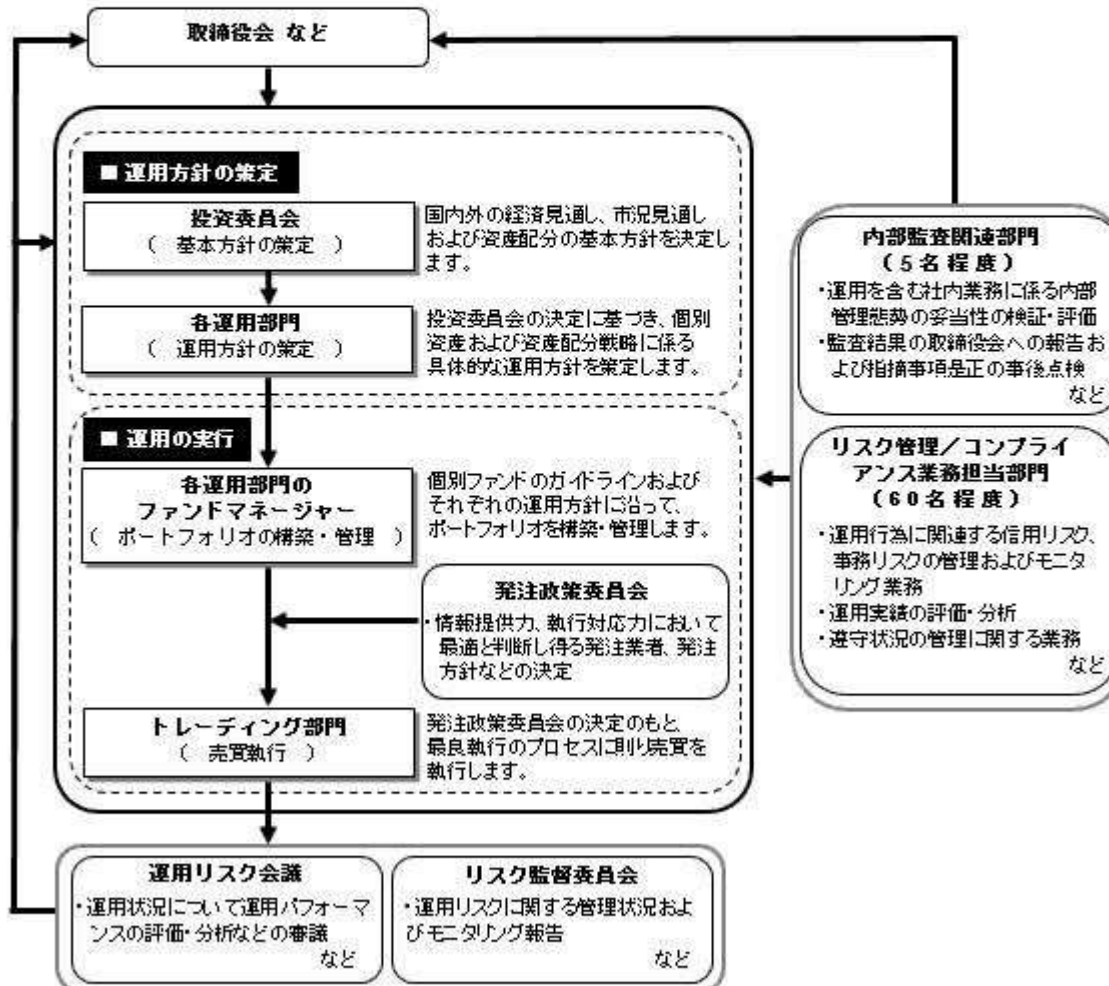 取締役会 など
■ 運用方針の策定
投資委員会
( 基本方針の策定 )
国内外の経済見通し、市況見通し
および資産配分の基本方針を決定し
ます。
各運用部門
( 運用方針の策定 )
投資委員会の決定に基づき、個別
資産および資産配分戦略に係る
具体的な運用方針を策定します。
■ 運用の実行
各運用部門の
ファンドマネージャー
( ポートフォリオの構築・管理 )
個別ファンドのガイドラインおよび
それぞれの運用方針に沿って、
ポートフォリオを構築・管理します。
発注政策委員会
・情報提供力、執行対応力において
最適と判断し得る発注業者、発注
方針などの決定
トレーディング部門
( 売買執行 )
発注政策委員会の決定のもと、
最良執行のプロセスに則り売買を
執行します。
内部監査関連部門
(5名程度)
・運用を含む社内業務に係る内部
管理態勢の妥当性の検証・評価
・監査結果の取締役会への報告お
よび指摘事項是正の事後点検
など
リスク管理/コンプライ
アンス業務担当部門
(60名程度)
・運用行為に関連する信用リスク、
事務リスクの管理およびモニタ
リング業務
・運用実績の評価・分析
・遵守状況の管理に関する業務
など
運用リスク会議
・運用状況について運用パフォーマ
ンスの評価・分析などの審議
など
リスク監督委員会
・運用リスクに関する管理状況およ
びモニタリング報告
など